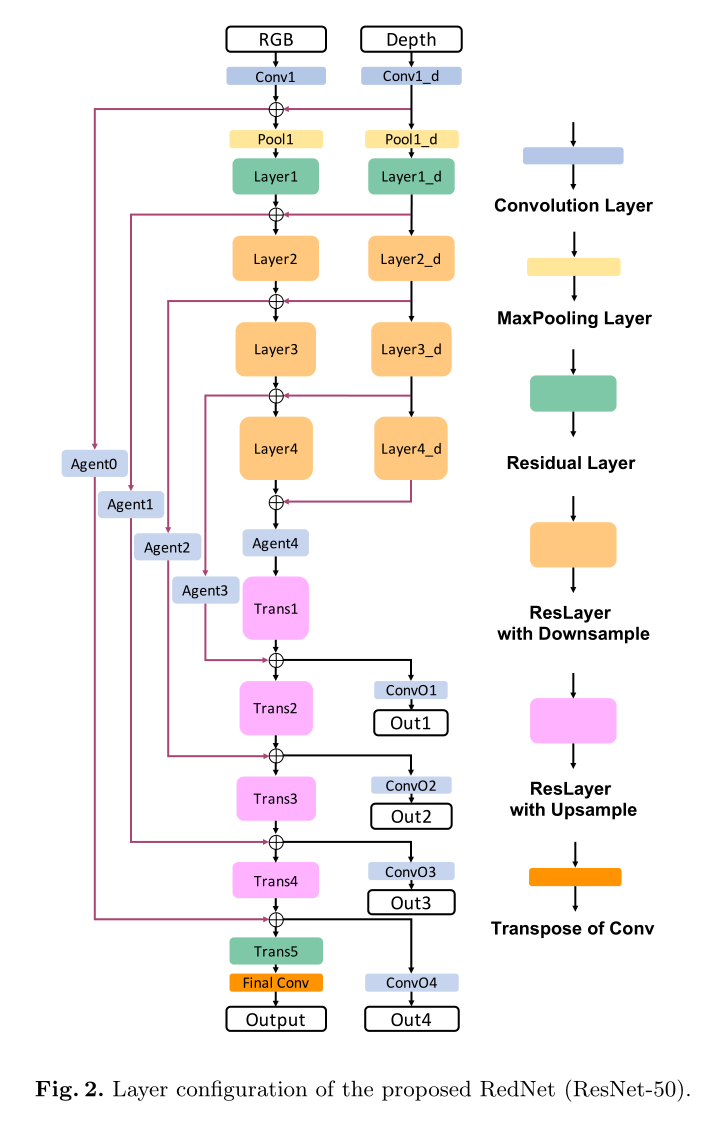 RGB
Depth
Conv1
Conv1_d
Pool1
Pool1_d
Layer1
Layer1_d
Layer2
Layer2_d
Layer3
Layer3_d
Layer4
Layer4_d
Agent0
Agent1
Agent2
Agent3
Agent4
Trans1
ConvO1
Trans2
Out1
ConvO2
Trans3
Out2
ConvO3
Trans4
Out3
Trans5
Final Conv
ConvO4
Output
Out4
Convolution Layer
MaxPooling Layer
Residual Layer
ResLayer
with Downsample
ResLayer
with Upsample
Transpose of Conv
Fig. 2. Layer configuration of the proposed RedNet (ResNet-50).